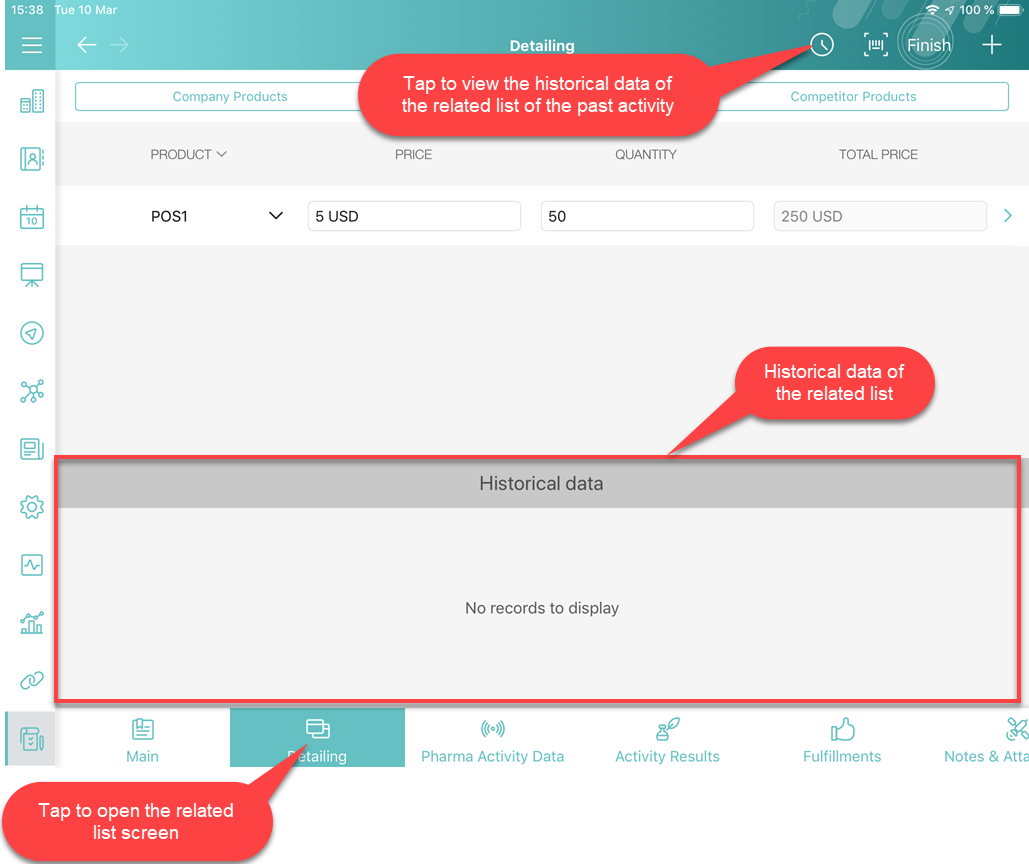 15:38 Tue 10 Mar
100 %
Detailing
Finish
Tap to view the historical data of
the related list of the past activity
Company Products
Competitor Products
PRODUCT
PRICE
QUANTITY
TOTAL PRICE
POS1
5 USD
50
250 USD
10
Historical data of
the related list
Historical data
No records to display
Main
etailing
Pharma Activity Data
Activity Results
Fulfillments
Notes & Atta
Tap to open the related
list screen